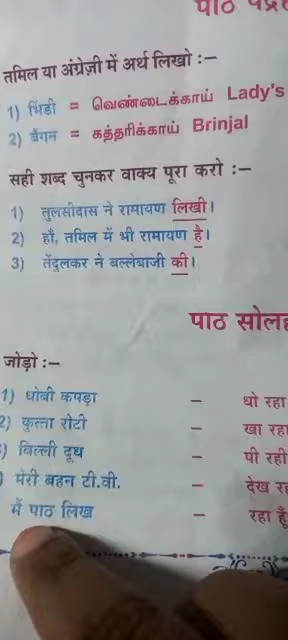 पाठ
तमिल या अंग्रेज़ी में अर्थ लिखो :–
1) भिंडी = வெண்டைக்காய் Lady's
2) बैंगन = கத்தரிக்காய் Brinjal
सही शब्द चुनकर वाक्य पूरा करो :–
1) तुलसीदास ने रामायण लिखी।
2) हाँ, तमिल में भी रामायण है।
3) तेंदुलकर ने बल्लेबाजी की।
पाठ सोलह
जोड़ो :–
1) धोबी कपड़ा – धो रहा
2) कुत्ता रोटी – खा रहा
) बिल्ली दूध – पी रही
) मेरी बहन टी.वी. – देख रह
मैं पाठ लिख – रहा हूँ